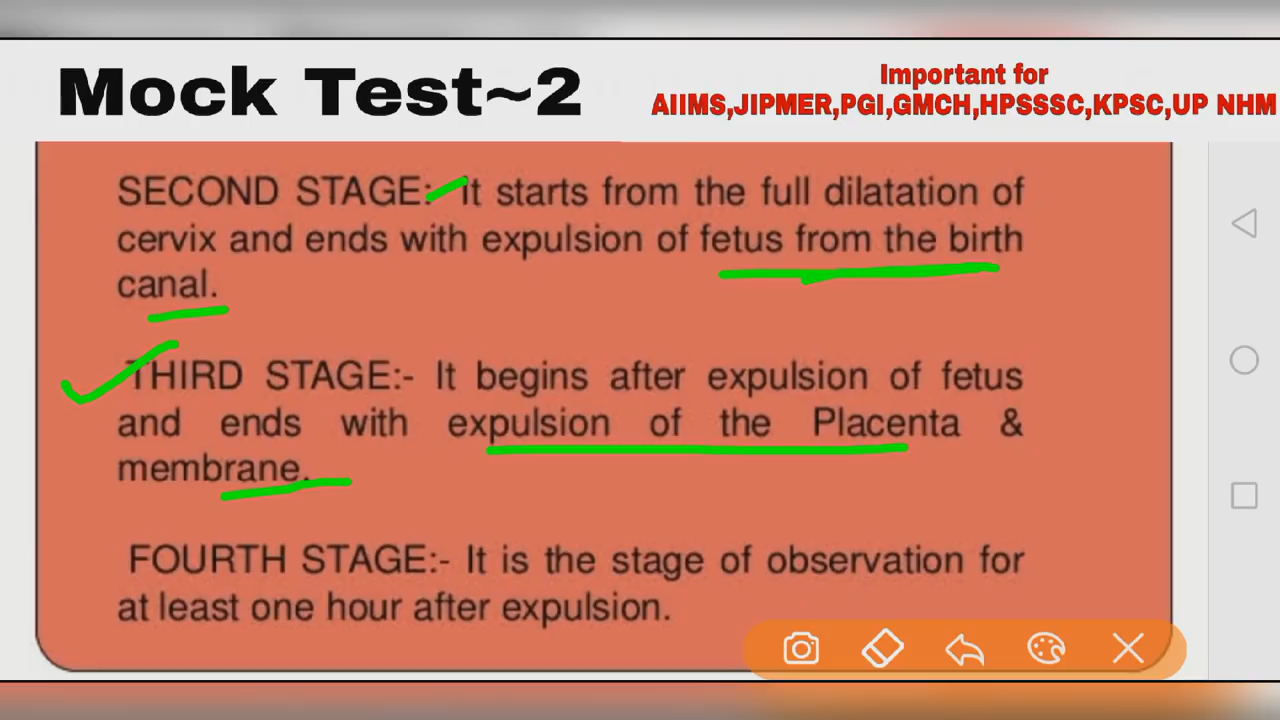 Mock Test~2
Important for
AIIMS,JIPMER,PGI,GMCH,HPSSSC,KPSC,UP NHM
SECOND STAGE:- It starts from the full dilatation of
cervix and ends with expulsion of fetus from the birth
canal.
THIRD STAGE:- It begins after expulsion of fetus
and ends with expulsion of the Placenta &
membrane.
FOURTH STAGE:- It is the stage of observation for
at least one hour after expulsion.